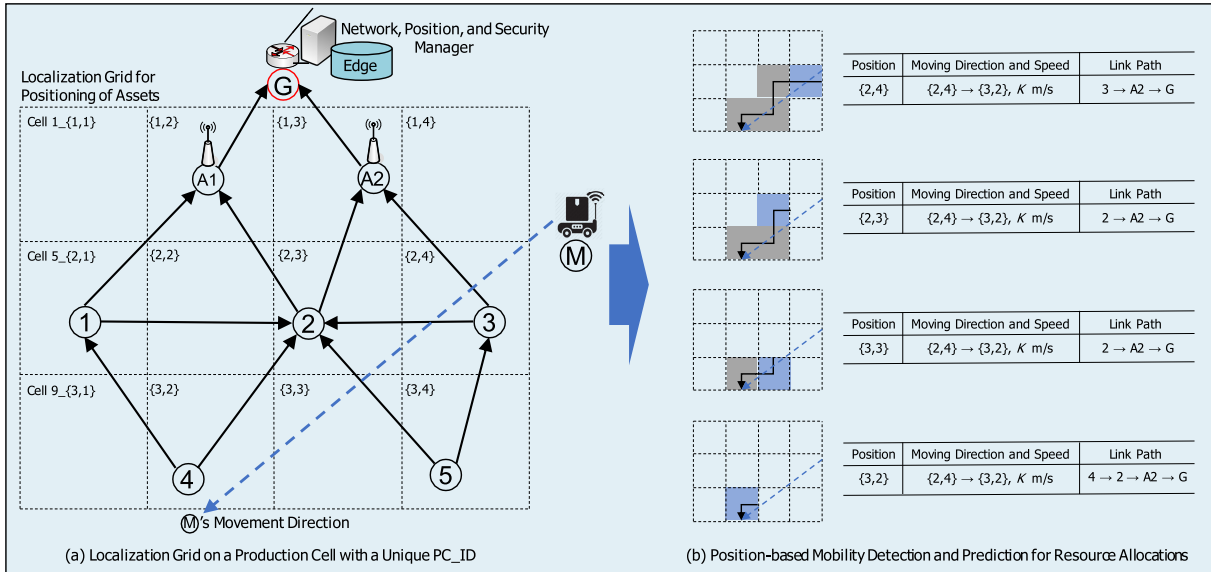 Network, Position, and Security
Manager
Edge
G
Localization Grid for
Positioning of Assets
Cell 1_{1,1} {1,2} {1,3} {1,4}
A1 A2
M
Cell 5_{2,1} {2,2} {2,3} {2,4}
1 2 3
Cell 9_{3,1} {3,2} {3,3} {3,4}
4 5
M's Movement Direction
(a) Localization Grid on a Production Cell with a Unique PC_ID
Position Moving Direction and Speed Link Path
{2,4} {2,4} → {3,2}, K m/s 3 → A2 → G
Position Moving Direction and Speed Link Path
{2,3} {2,4} → {3,2}, K m/s 2 → A2 → G
Position Moving Direction and Speed Link Path
{3,3} {2,4} → {3,2}, K m/s 2 → A2 → G
Position Moving Direction and Speed Link Path
{3,2} {2,4} → {3,2}, K m/s 4 → 2 → A2 → G
(b) Position-based Mobility Detection and Prediction for Resource Allocations